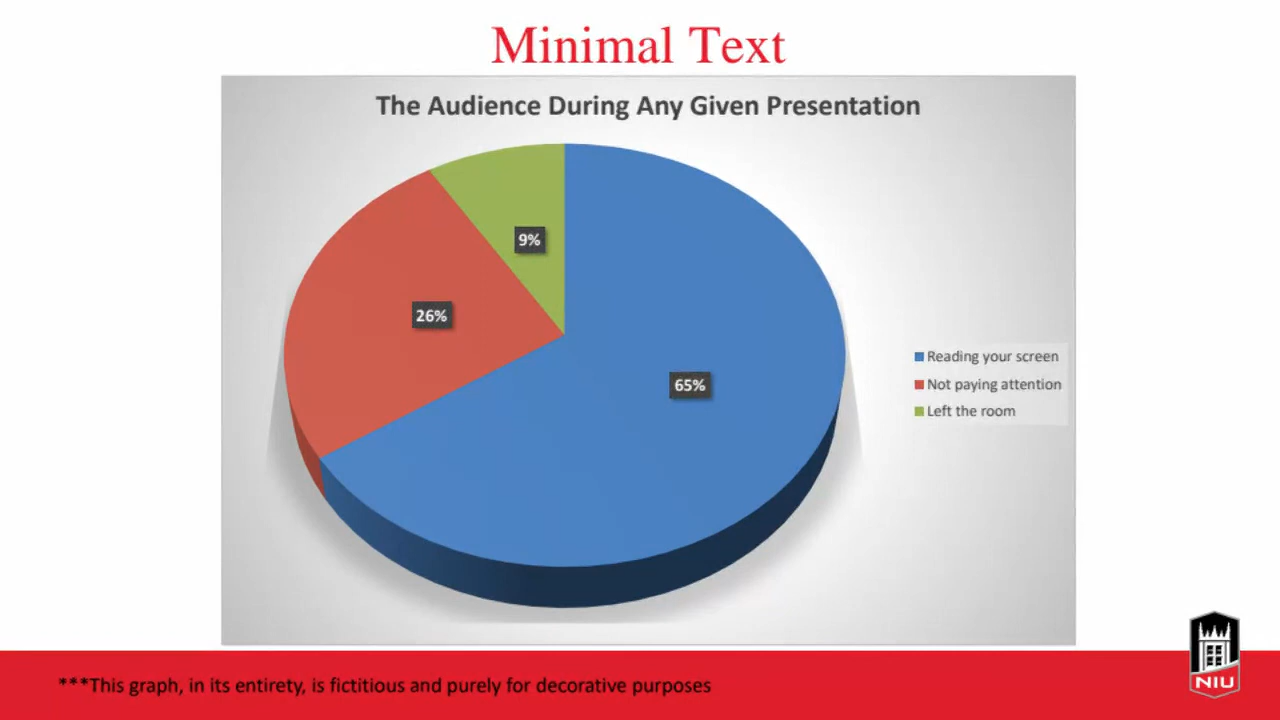 Minimal Text
The Audience During Any Given Presentation
9%
26%
65%
Reading your screen
Not paying attention
Left the room
***This graph, in its entirety, is fictitious and purely for decorative purposes
NIU